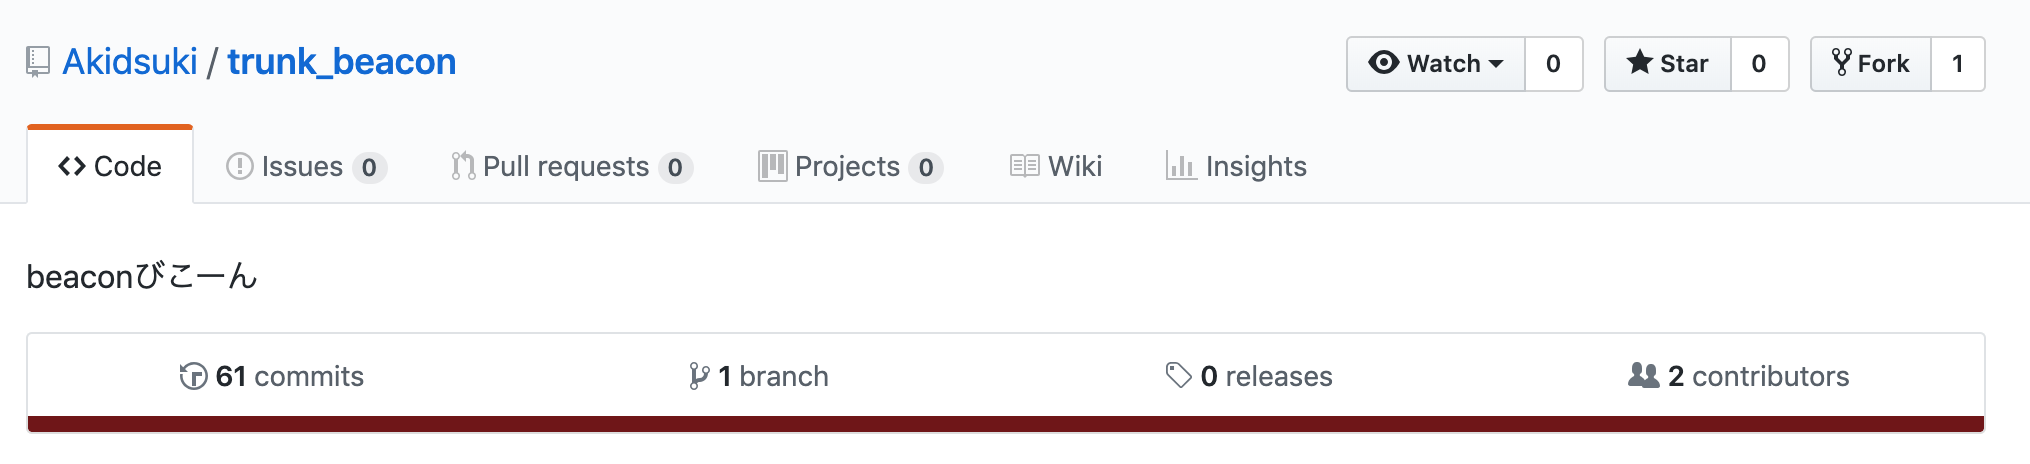 Akidsuki / trunk_beacon
Watch 0 Star 0 Fork 1
Code Issues 0 Pull requests 0 Projects 0 Wiki Insights
beaconびこーん
61 commits 1 branch 0 releases 2 contributors